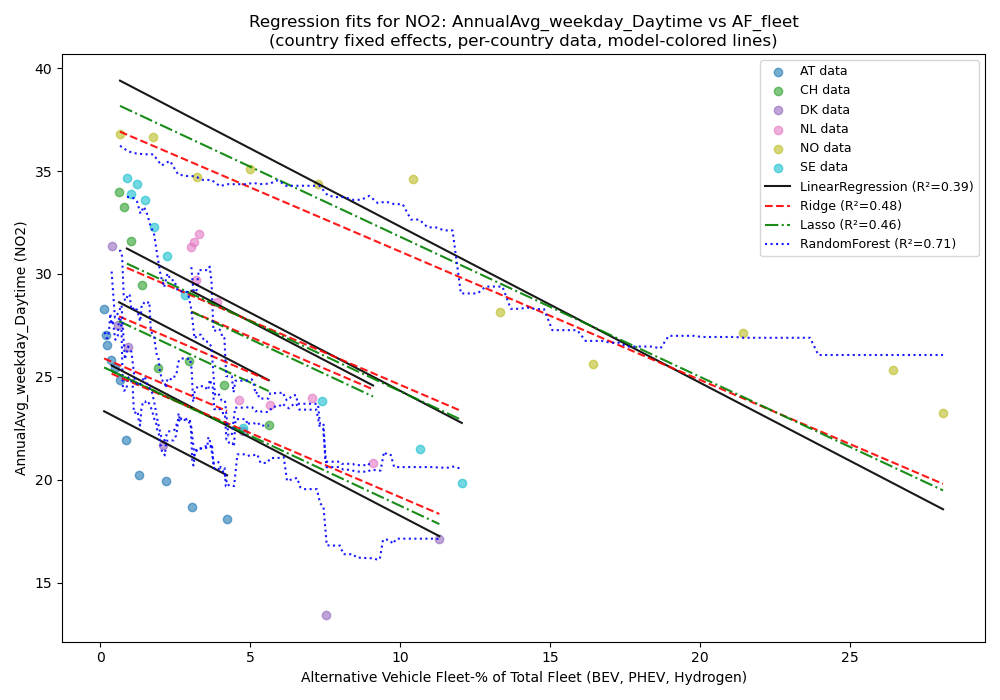 Regression fits for NO2: AnnualAvg_weekday_Daytime vs AF_fleet
(country fixed effects, per-country data, model-colored lines)
AT data
CH data
DK data
NL data
NO data
SE data
LinearRegression (R²=0.39)
Ridge (R²=0.48)
Lasso (R²=0.46)
RandomForest (R²=0.71)
AnnualAvg_weekday_Daytime (NO2)
40
35
30
25
20
15
0
5
10
15
20
25
Alternative Vehicle Fleet-% of Total Fleet (BEV, PHEV, Hydrogen)